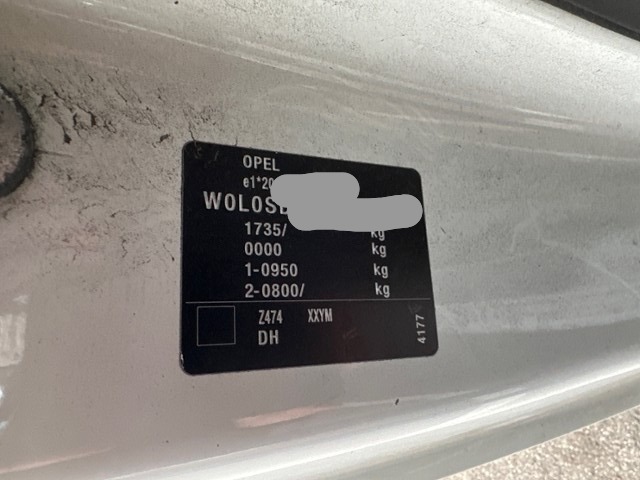 OPEL
e1*20
W0L0S
1735/ kg
0000 kg
1-0950 kg
2-0800/ kg
Z474 XXYM
DH
4177